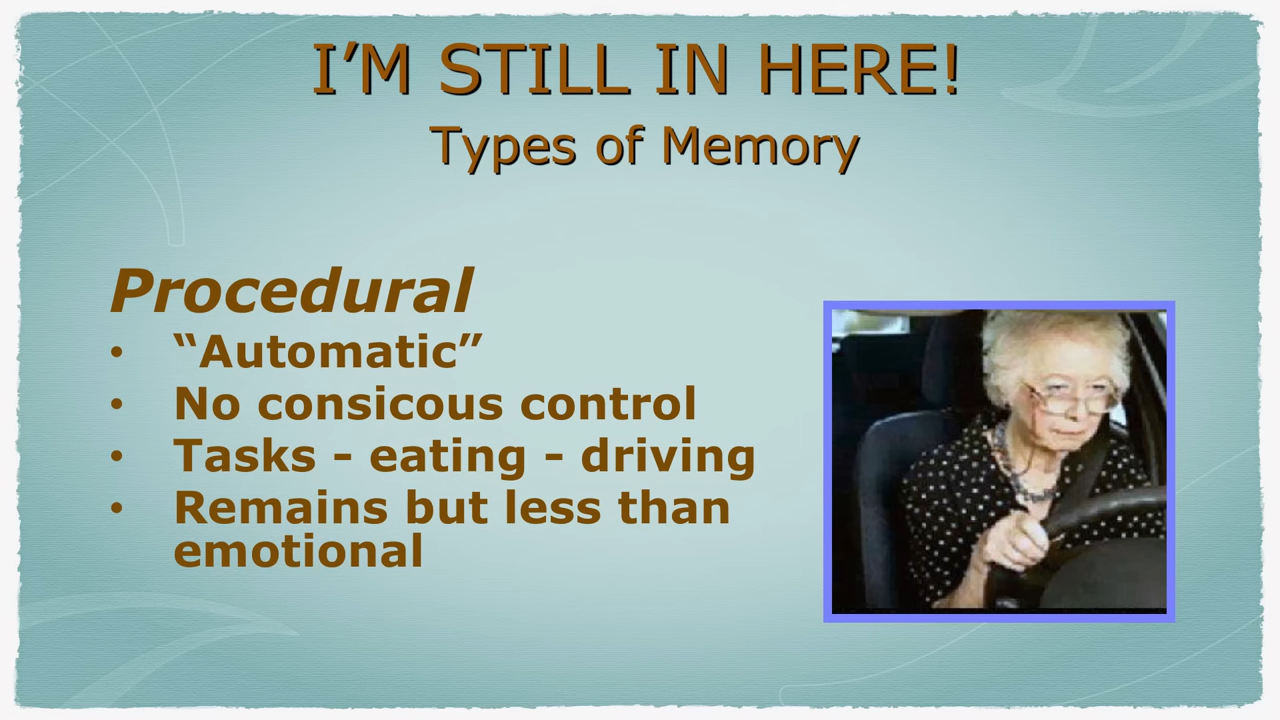 I’M STILL IN HERE!
Types of Memory
Procedural
• “Automatic”
• No consicous control
• Tasks - eating - driving
• Remains but less than
emotional